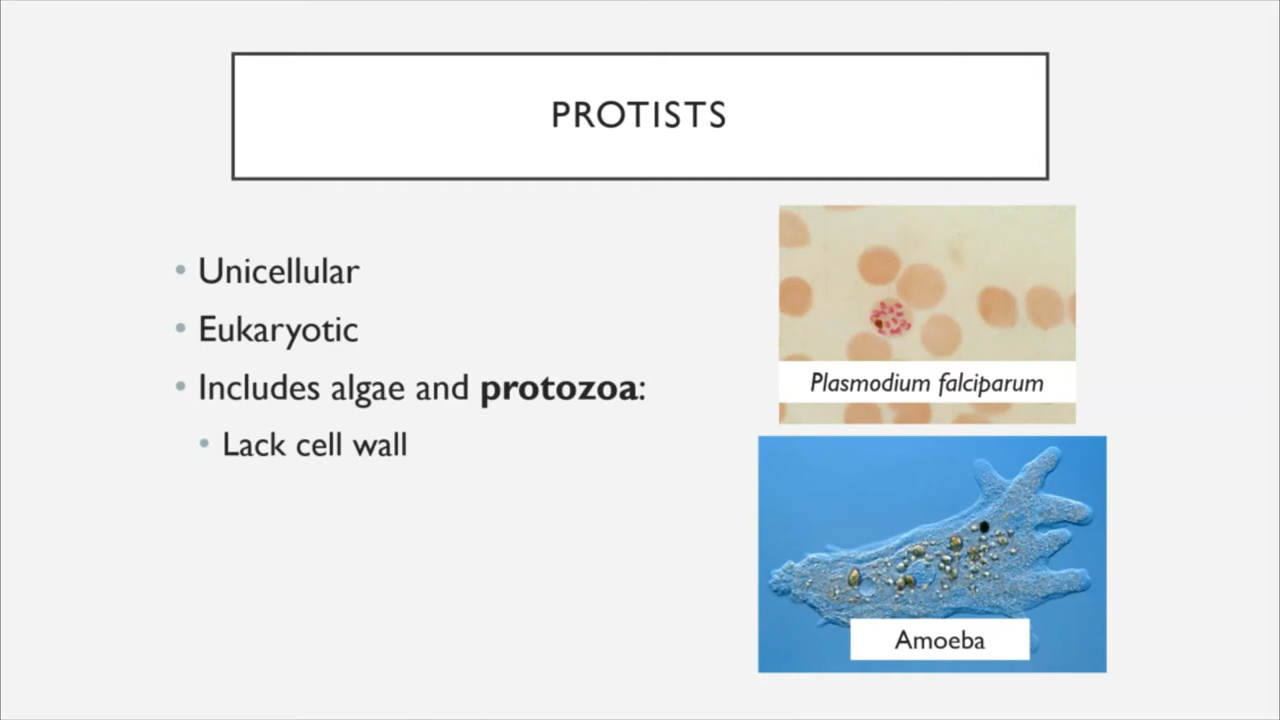 PROTISTS
Unicellular
Eukaryotic
Includes algae and protozoa:
Lack cell wall
Plasmodium falciparum
Amoeba